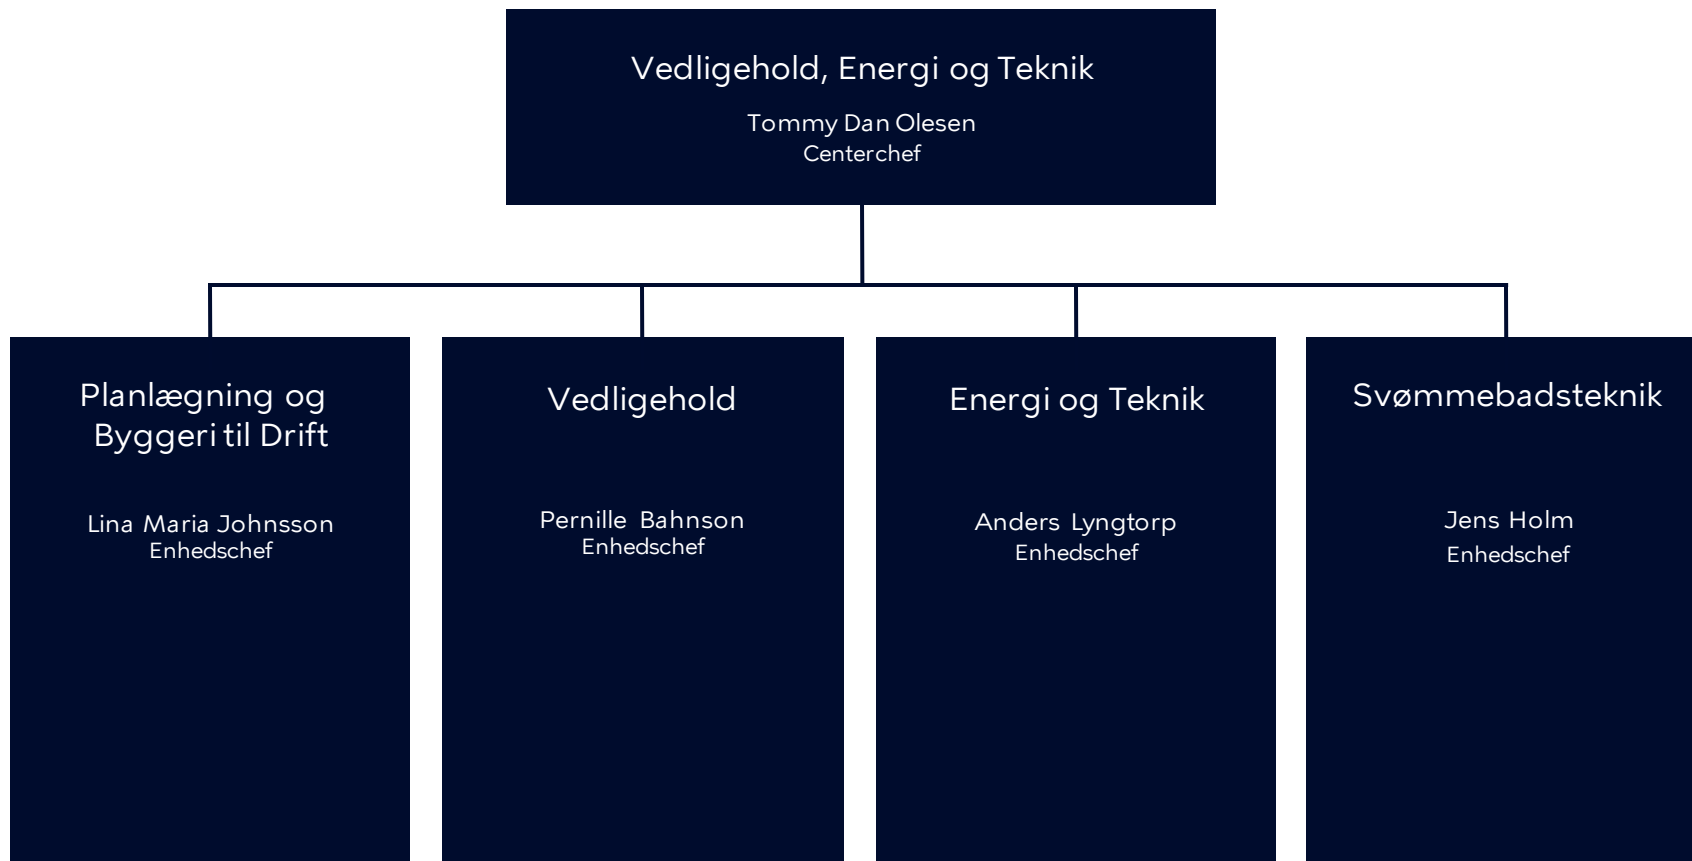 Vedligehold, Energi og Teknik
Tommy Dan Olesen
Centerchef
Planlægning og
Byggeri til Drift
Lina Maria Johnsson
Enhedschef
Vedligehold
Pernille Bahnson
Enhedschef
Energi og Teknik
Anders Lyngtorp
Enhedschef
Svømmebadsteknik
Jens Holm
Enhedschef